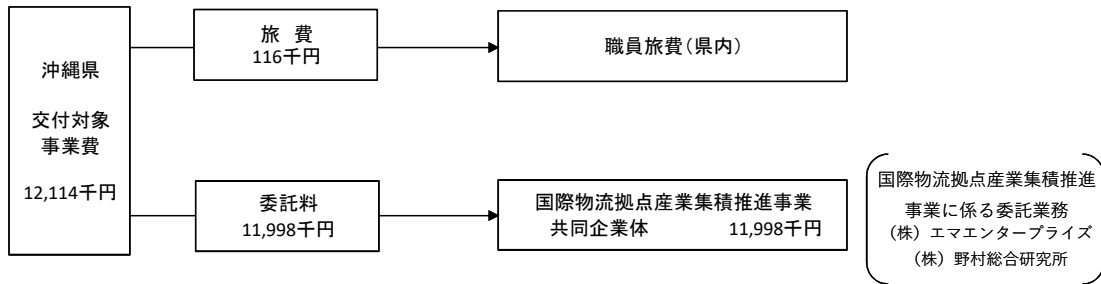 沖縄県
交付対象
事業費
12,114千円
旅 費
116千円
職員旅費(県内)
委託料
11,998千円
国際物流拠点産業集積推進事業
共同企業体 11,998千円
国際物流拠点産業集積推進
事業に係る委託業務
(株)エマエンタープライズ
(株)野村総合研究所